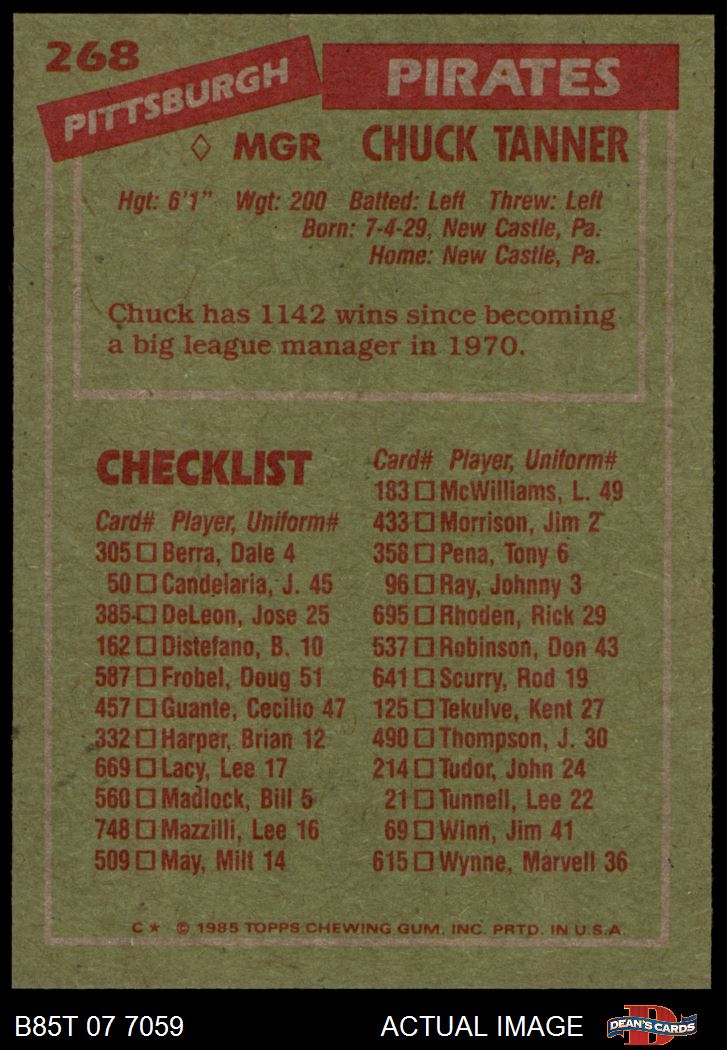 268
PITTSBURGH PIRATES
MGR CHUCK TANNER
Hgt: 6'1" Wgt: 200 Batted: Left Threw: Left
Born: 7-4-29, New Castle, Pa.
Home: New Castle, Pa.
Chuck has 1142 wins since becoming
a big league manager in 1970.
CHECKLIST
Card# Player, Uniform#
305 □ Berra, Dale 4
50 □ Candelaria, J. 45
385 □ DeLeon, Jose 25
162 □ Distefano, B. 10
587 □ Frobel, Doug 51
457 □ Guante, Cecilio 47
332 □ Harper, Brian 12
669 □ Lacy, Lee 17
560 □ Madlock, Bill 5
748 □ Mazzilli, Lee 16
509 □ May, Milt 14
Card# Player, Uniform#
183 □ McWilliams, L. 49
433 □ Morrison, Jim 2
358 □ Pena, Tony 6
96 □ Ray, Johnny 3
695 □ Rhoden, Rick 29
537 □ Robinson, Don 43
641 □ Scurry, Rod 19
125 □ Tekulve, Kent 27
490 □ Thompson, J. 30
214 □ Tudor, John 24
21 □ Tunnell, Lee 22
69 □ Winn, Jim 41
615 □ Wynne, Marvell 36
C★ © 1985 TOPPS CHEWING GUM, INC. PRTD. IN U.S.A.
B85T 07 7059
ACTUAL IMAGE
D
DEAN'S CARDS